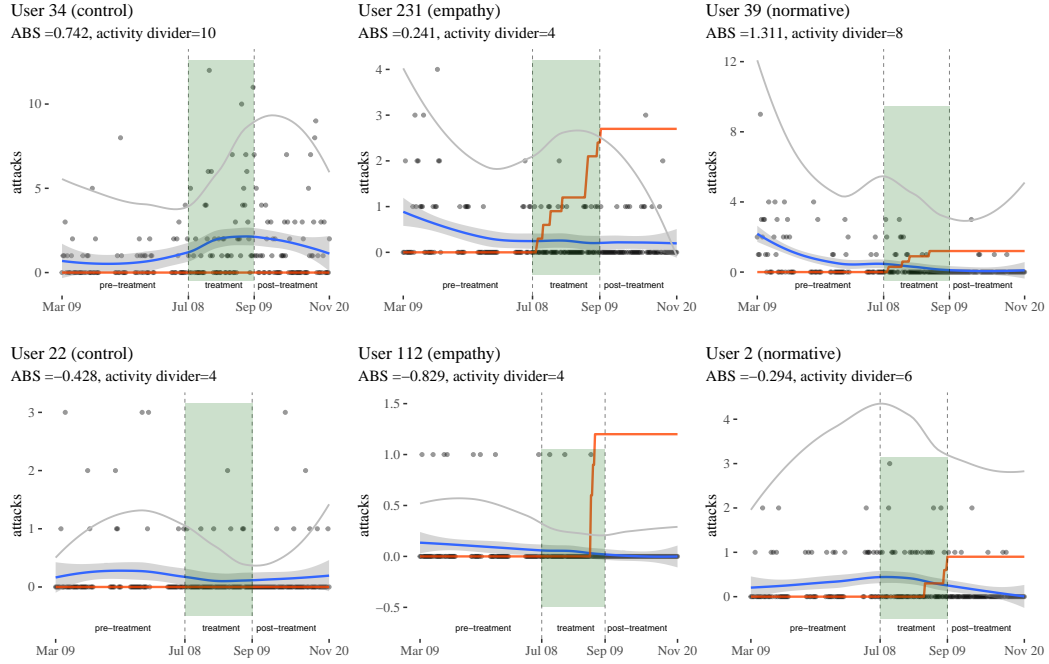 User 34 (control)
ABS =0.742, activity divider=10
attacks
10
5
0
pre−treatment
treatment
post−treatment
Mar 09
Jul 08
Sep 09
Nov 20
User 231 (empathy)
ABS =0.241, activity divider=4
attacks
4
3
2
1
0
pre−treatment
treatment
post−treatment
Mar 09
Jul 08
Sep 09
Nov 20
User 39 (normative)
ABS =1.311, activity divider=8
attacks
12
8
4
0
pre−treatment
treatment
post−treatment
Mar 09
Jul 08
Sep 09
Nov 20
User 22 (control)
ABS =−0.428, activity divider=4
attacks
3
2
1
0
pre−treatment
treatment
post−treatment
Mar 09
Jul 08
Sep 09
Nov 20
User 112 (empathy)
ABS =−0.829, activity divider=4
attacks
1.5
1.0
0.5
0.0
−0.5
pre−treatment
treatment
post−treatment
Mar 09
Jul 08
Sep 09
Nov 20
User 2 (normative)
ABS =−0.294, activity divider=6
attacks
4
3
2
1
0
pre−treatment
treatment
post−treatment
Mar 09
Jul 08
Sep 09
Nov 20